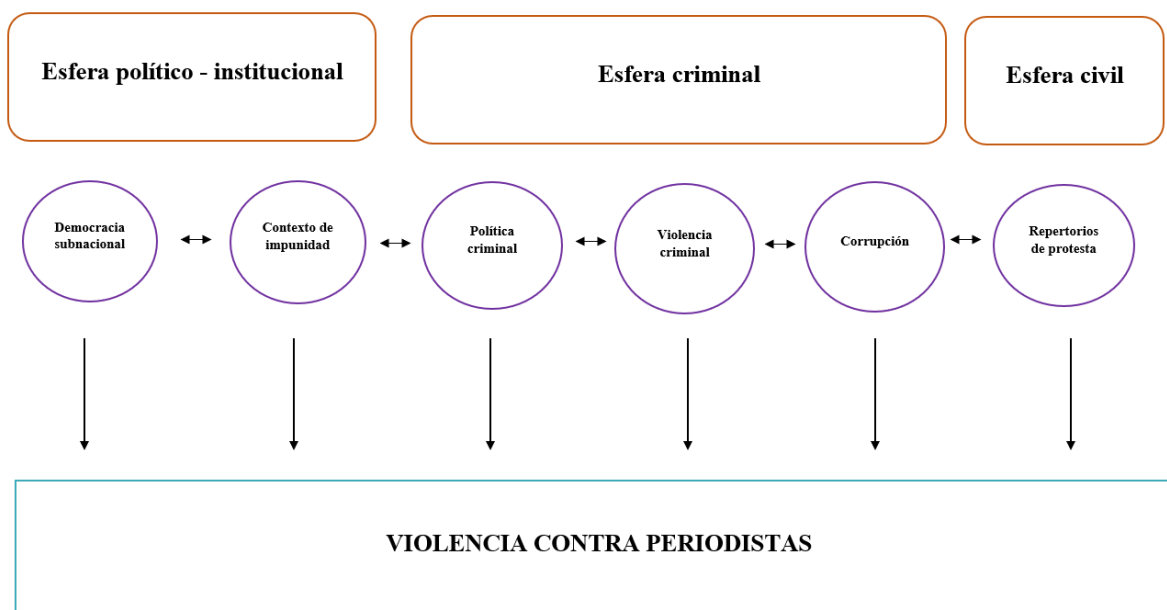 Esfera político - institucional
Esfera criminal
Esfera civil
Democracia
subnacional
Contexto de
impunidad
Política
criminal
Violencia
criminal
Corrupción
Repertorios
de protesta
VIOLENCIA CONTRA PERIODISTAS